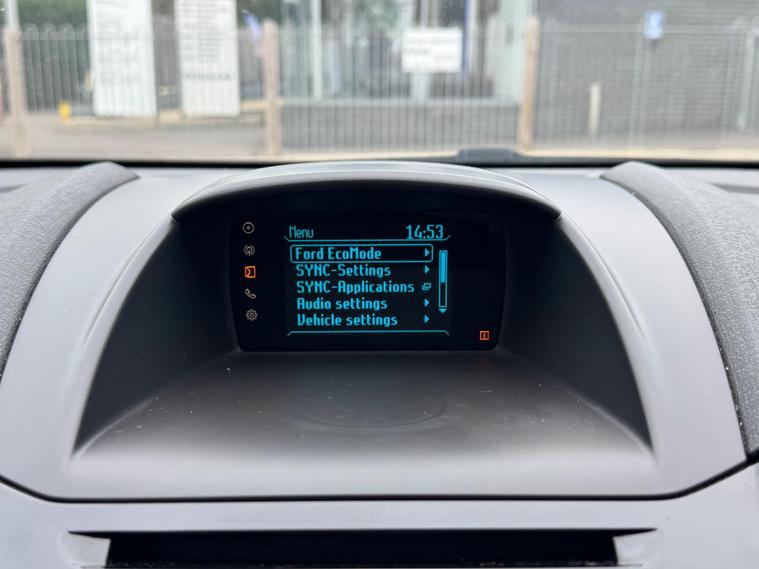 Menu 14:53
Ford EcoMode
SYNC-Settings
SYNC-Applications
Audio settings
Vehicle settings